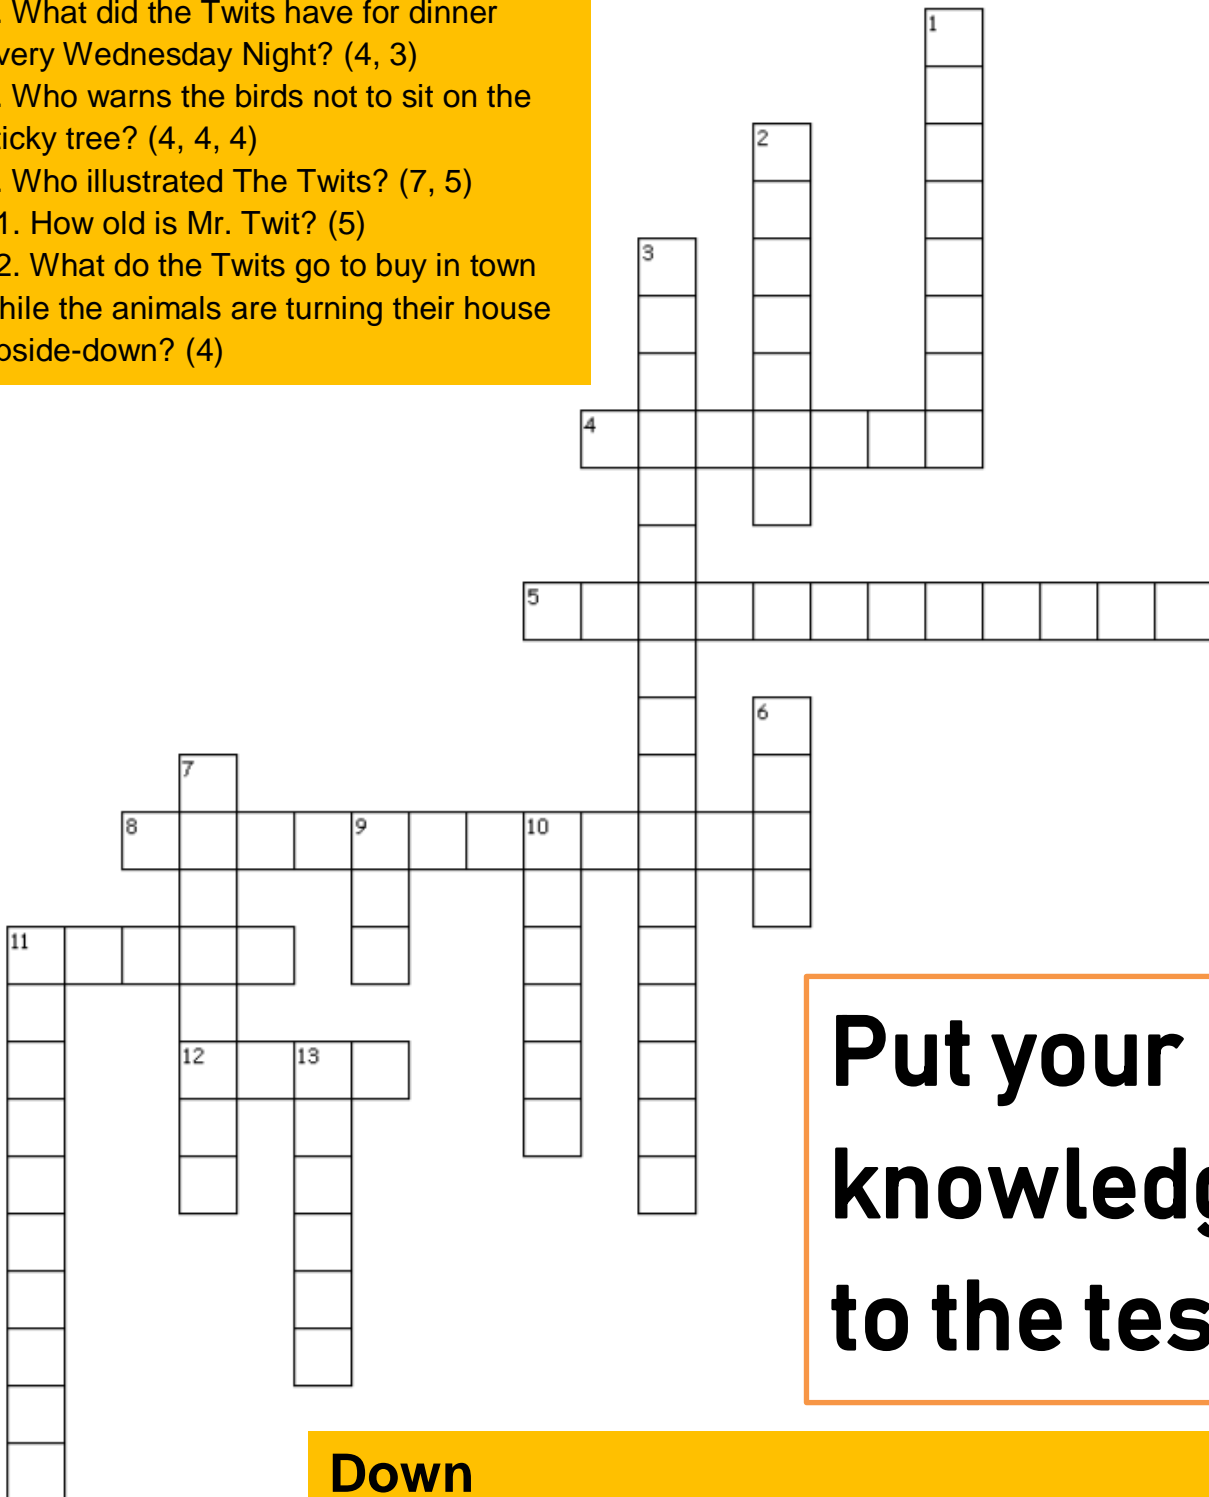 . What did the Twits have for dinner
very Wednesday Night? (4, 3)
. Who warns the birds not to sit on the
ticky tree? (4, 4, 4)
. Who illustrated The Twits? (7, 5)
1. How old is Mr. Twit? (5)
2. What do the Twits go to buy in town
hile the animals are turning their house
pside-down? (4)
1
2
3
4
5
6
7
8 9 10
11
12 13
Put your
knowledg
to the tes
Down